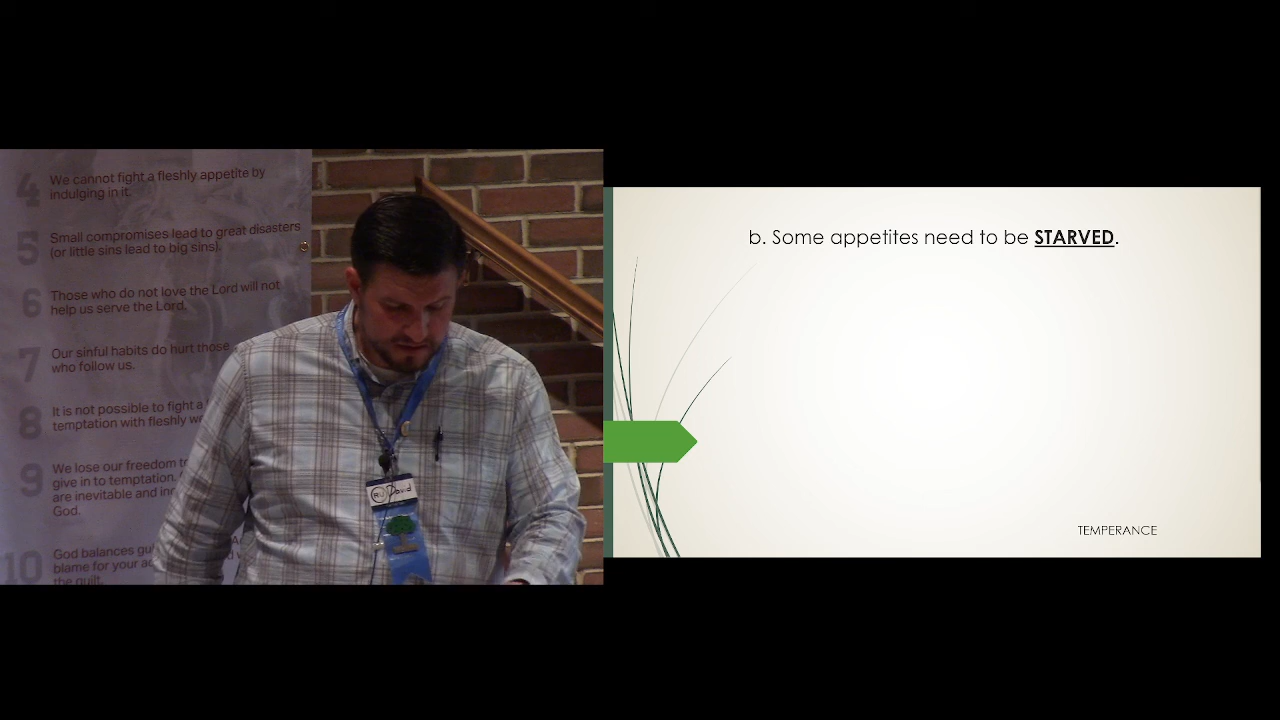 4 We cannot fight a fleshly appetite by
indulging in it.
5 Small compromises lead to great disasters
(or little sins lead to big sins).
6 Those who do not love the Lord will not
help us serve the Lord.
7 Our sinful habits do hurt those
who follow us.
8 It is not possible to fight a
temptation with fleshly
9 We lose our freedom
give in to temptation.
are inevitable and
God.
10 God balances
blame for your
the guilt.
RU David
b. Some appetites need to be STARVED.
TEMPERANCE